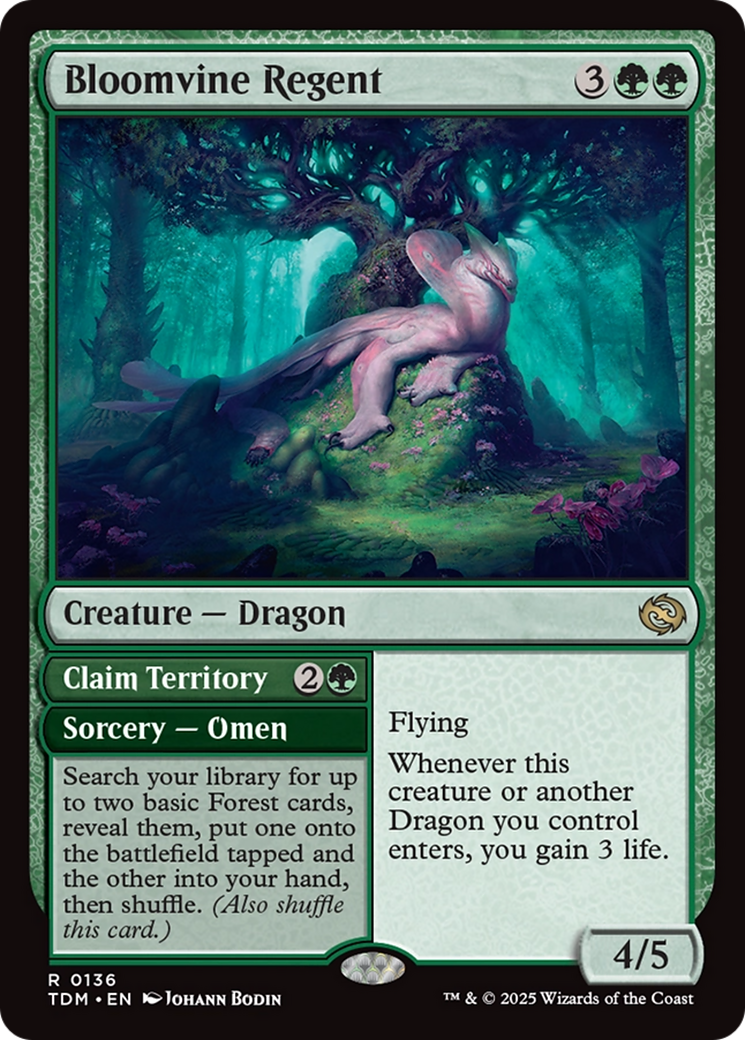 Bloomvine Regent 3
Creature — Dragon
Claim Territory 2
Sorcery — Omen
Search your library for up
to two basic Forest cards,
reveal them, put one onto
the battlefield tapped and
the other into your hand,
then shuffle. (Also shuffle
this card.)
Flying
Whenever this
creature or another
Dragon you control
enters, you gain 3 life.
4/5
R 0136
TDM • EN Johann Bodin
™ & © 2025 Wizards of the Coast